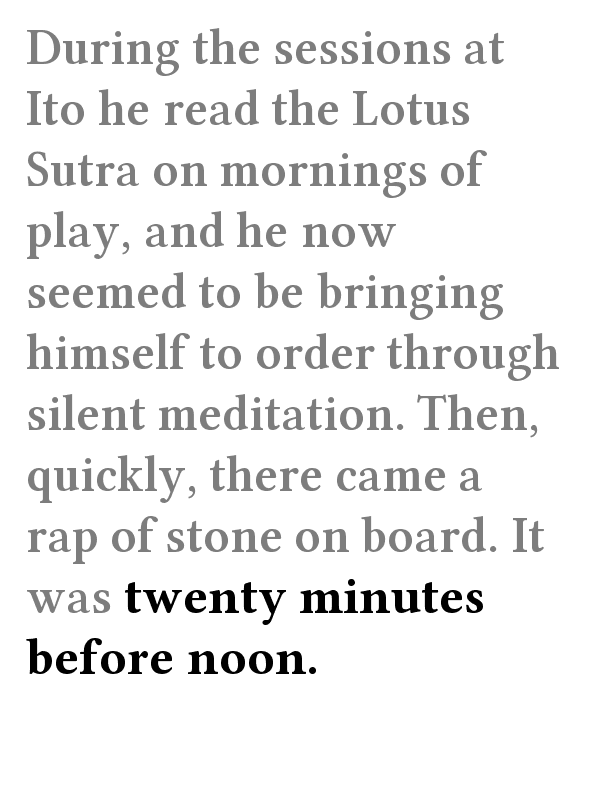 During the sessions at
Ito he read the Lotus
Sutra on mornings of
play, and he now
seemed to be bringing
himself to order through
silent meditation. Then,
quickly, there came a
rap of stone on board. It
was twenty minutes
before noon.